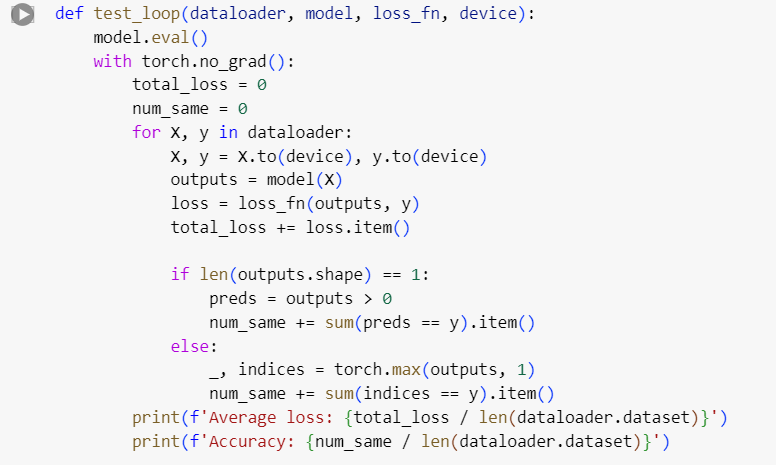 def test_loop(dataloader, model, loss_fn, device):
    model.eval()
    with torch.no_grad():
        total_loss = 0
        num_same = 0
        for X, y in dataloader:
            X, y = X.to(device), y.to(device)
            outputs = model(X)
            loss = loss_fn(outputs, y)
            total_loss += loss.item()

            if len(outputs.shape) == 1:
                preds = outputs > 0
                num_same += sum(preds == y).item()
            else:
                _, indices = torch.max(outputs, 1)
                num_same += sum(indices == y).item()
        print(f'Average loss: {total_loss / len(dataloader.dataset)}')
        print(f'Accuracy: {num_same / len(dataloader.dataset)}')